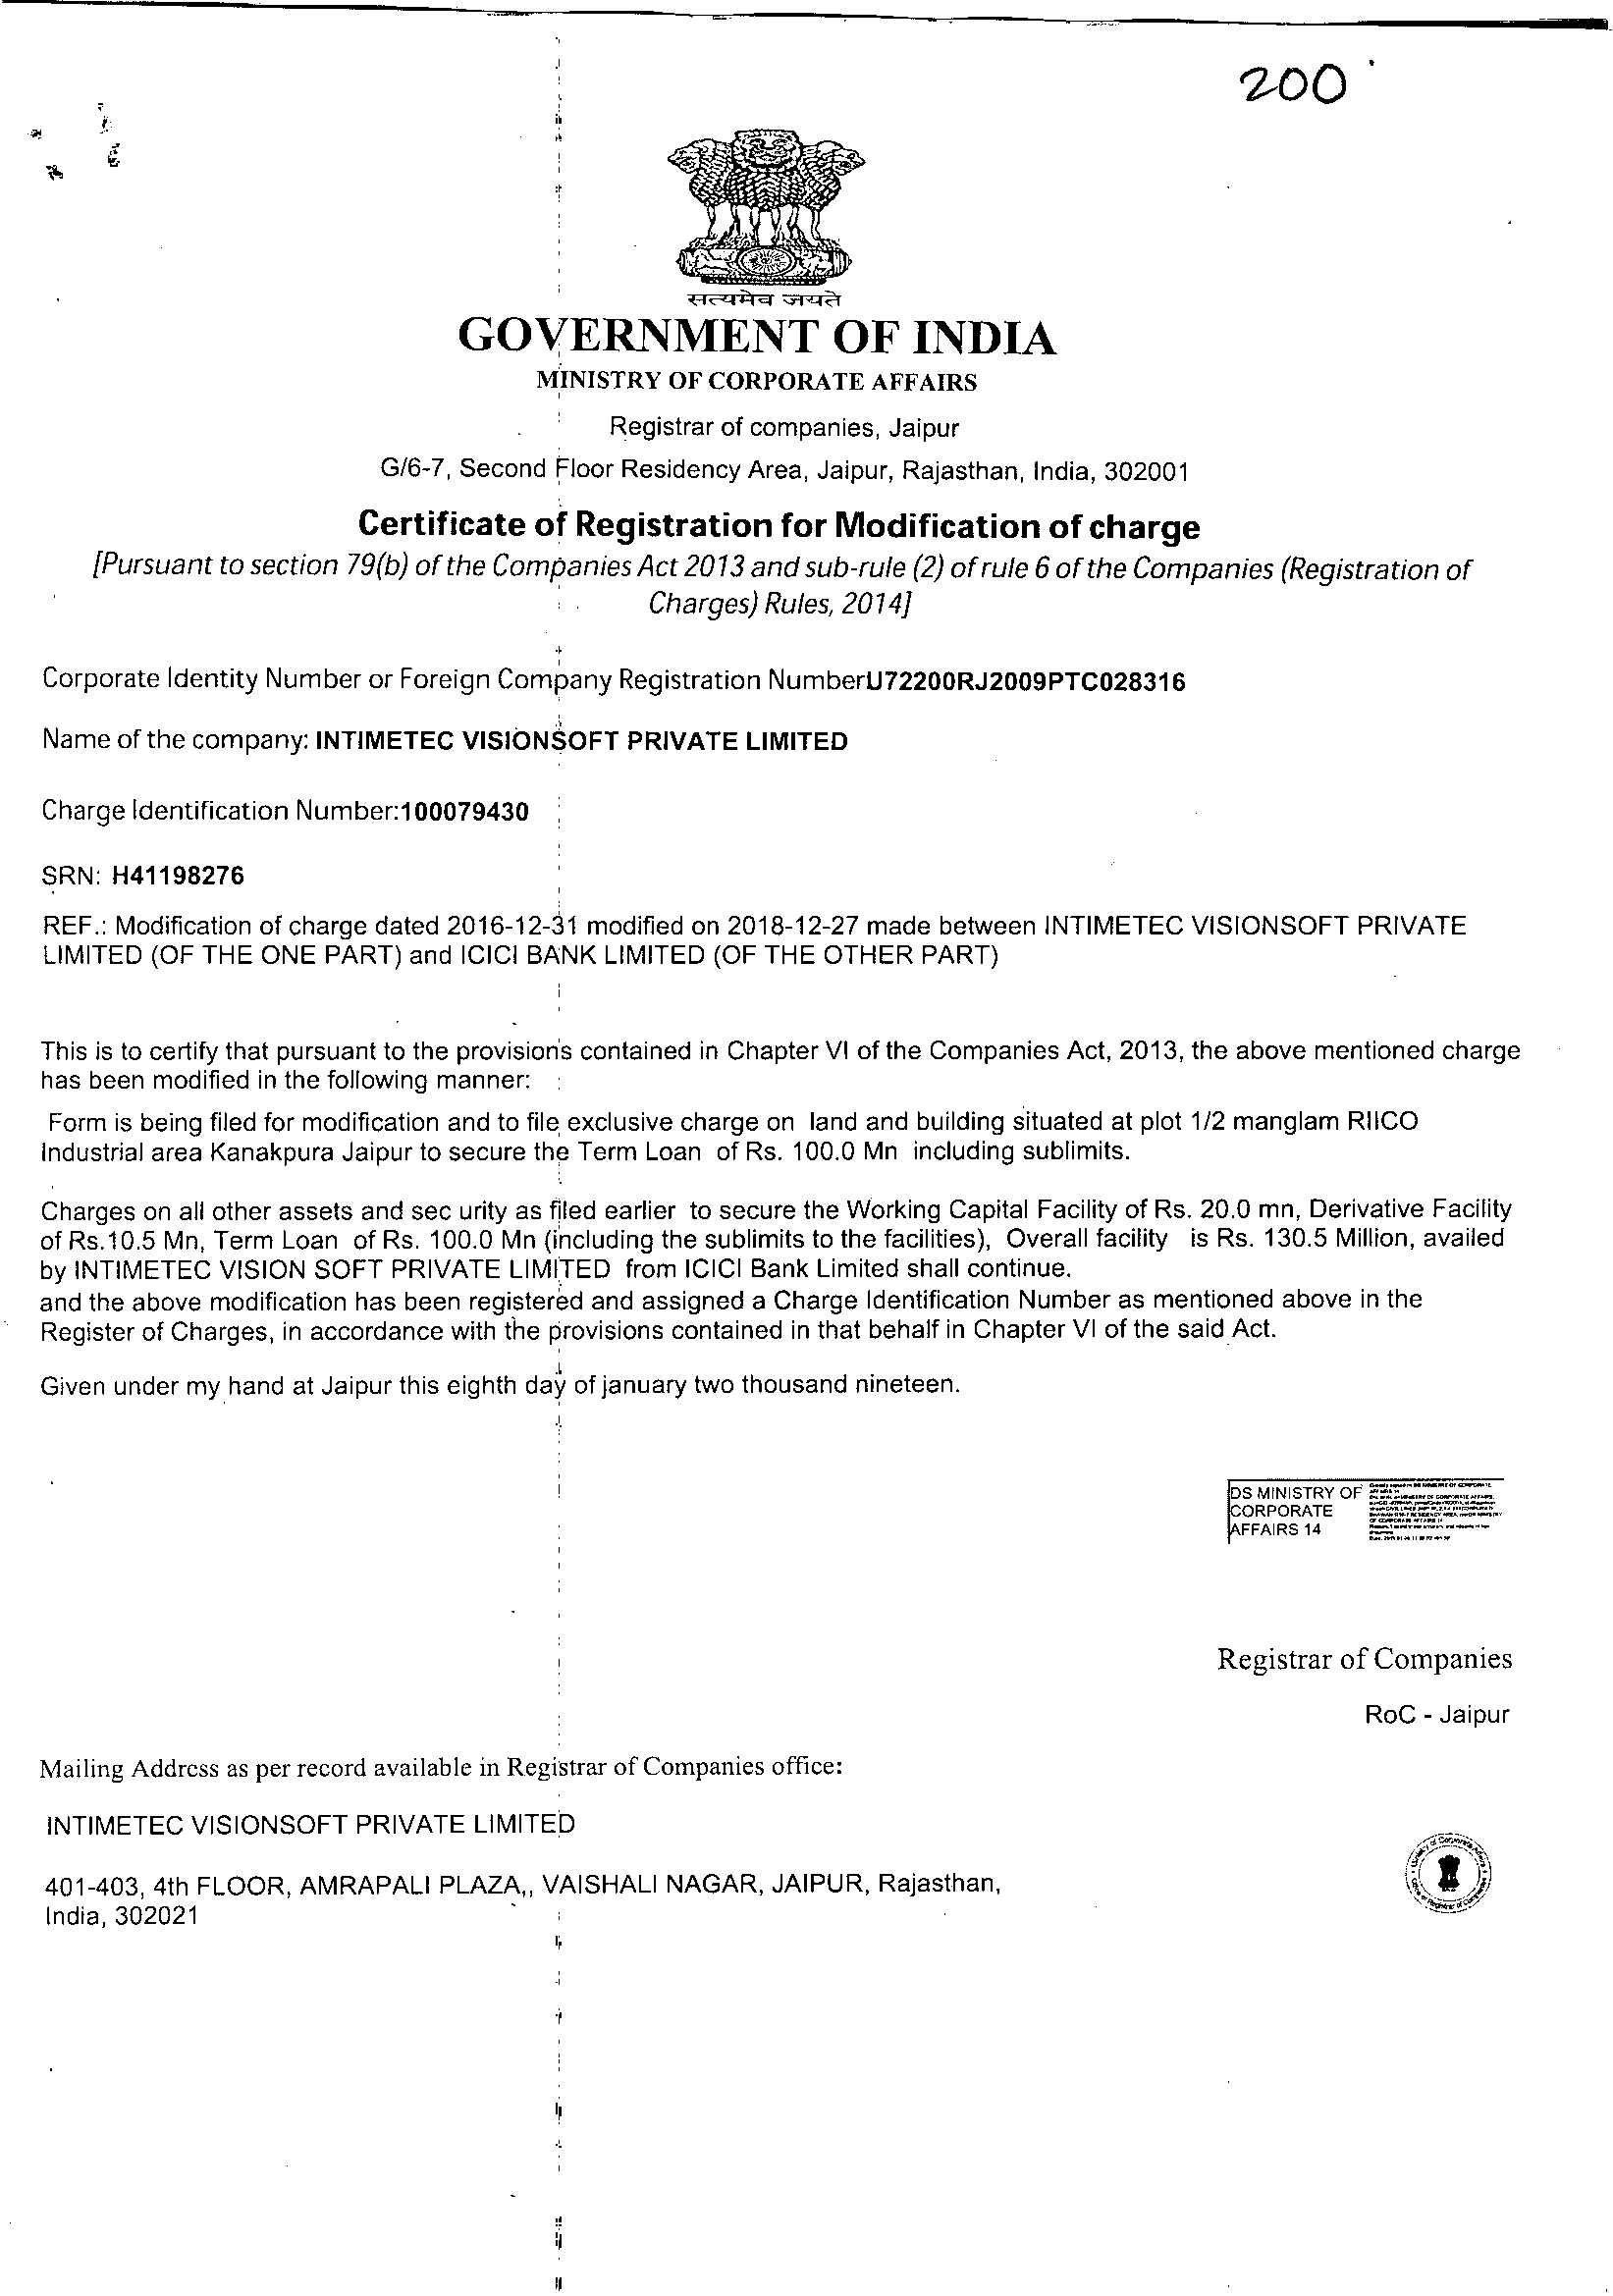 200
सत्यमेव जयते
GOVERNMENT OF INDIA
MINISTRY OF CORPORATE AFFAIRS
Registrar of companies, Jaipur
G/6-7, Second Floor Residency Area, Jaipur, Rajasthan, India, 302001
Certificate of Registration for Modification of charge
[Pursuant to section 79(b) of the Companies Act 2013 and sub-rule (2) of rule 6 of the Companies (Registration of
Charges) Rules, 2014]
Corporate Identity Number or Foreign Company Registration NumberU72200RJ2009PTC028316
Name of the company: INTIMETEC VISIONSOFT PRIVATE LIMITED
Charge Identification Number:100079430
SRN: H41198276
REF.: Modification of charge dated 2016-12-31 modified on 2018-12-27 made between INTIMETEC VISIONSOFT PRIVATE
LIMITED (OF THE ONE PART) and ICICI BANK LIMITED (OF THE OTHER PART)
This is to certify that pursuant to the provisions contained in Chapter VI of the Companies Act, 2013, the above mentioned charge
has been modified in the following manner:
Form is being filed for modification and to file exclusive charge on land and building situated at plot 1/2 manglam RIICO
Industrial area Kanakpura Jaipur to secure the Term Loan of Rs. 100.0 Mn including sublimits.
Charges on all other assets and sec urity as filed earlier to secure the Working Capital Facility of Rs. 20.0 mn, Derivative Facility
of Rs.10.5 Mn, Term Loan of Rs. 100.0 Mn (including the sublimits to the facilities), Overall facility is Rs. 130.5 Million, availed
by INTIMETEC VISION SOFT PRIVATE LIMITED from ICICI Bank Limited shall continue.
and the above modification has been registered and assigned a Charge Identification Number as mentioned above in the
Register of Charges, in accordance with the provisions contained in that behalf in Chapter VI of the said Act.
Given under my hand at Jaipur this eighth day of january two thousand nineteen.
DS MINISTRY OF
CORPORATE
AFFAIRS 14
Registrar of Companies
RoC - Jaipur
Mailing Address as per record available in Registrar of Companies office:
INTIMETEC VISIONSOFT PRIVATE LIMITED
401-403, 4th FLOOR, AMRAPALI PLAZA,, VAISHALI NAGAR, JAIPUR, Rajasthan,
India, 302021